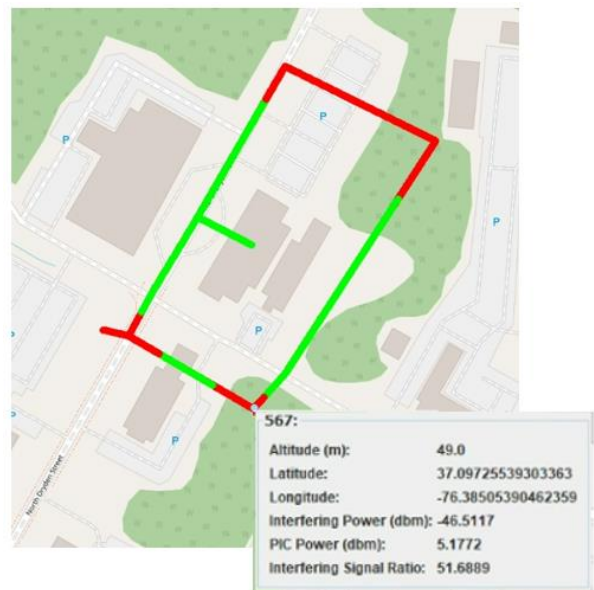 P
P
P
P
P
P
P
North Dryden Street
567:
Altitude (m): 49.0
Latitude: 37.09725539303363
Longitude: -76.38505390462359
Interfering Power (dbm): -46.5117
PIC Power (dbm): 5.1772
Interfering Signal Ratio: 51.6889